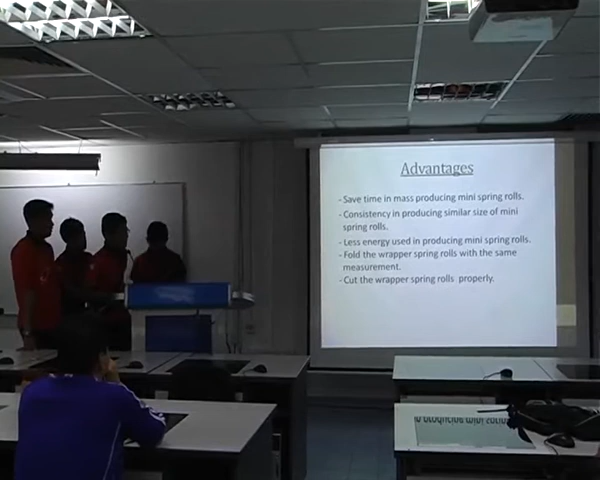 Advantages
- Save time in mass producing mini spring rolls.
- Consistency in producing similar size of mini
spring rolls.
- Less energy used in producing mini spring rolls.
- Fold the wrapper spring rolls with the same
measurement.
- Cut the wrapper spring rolls properly.